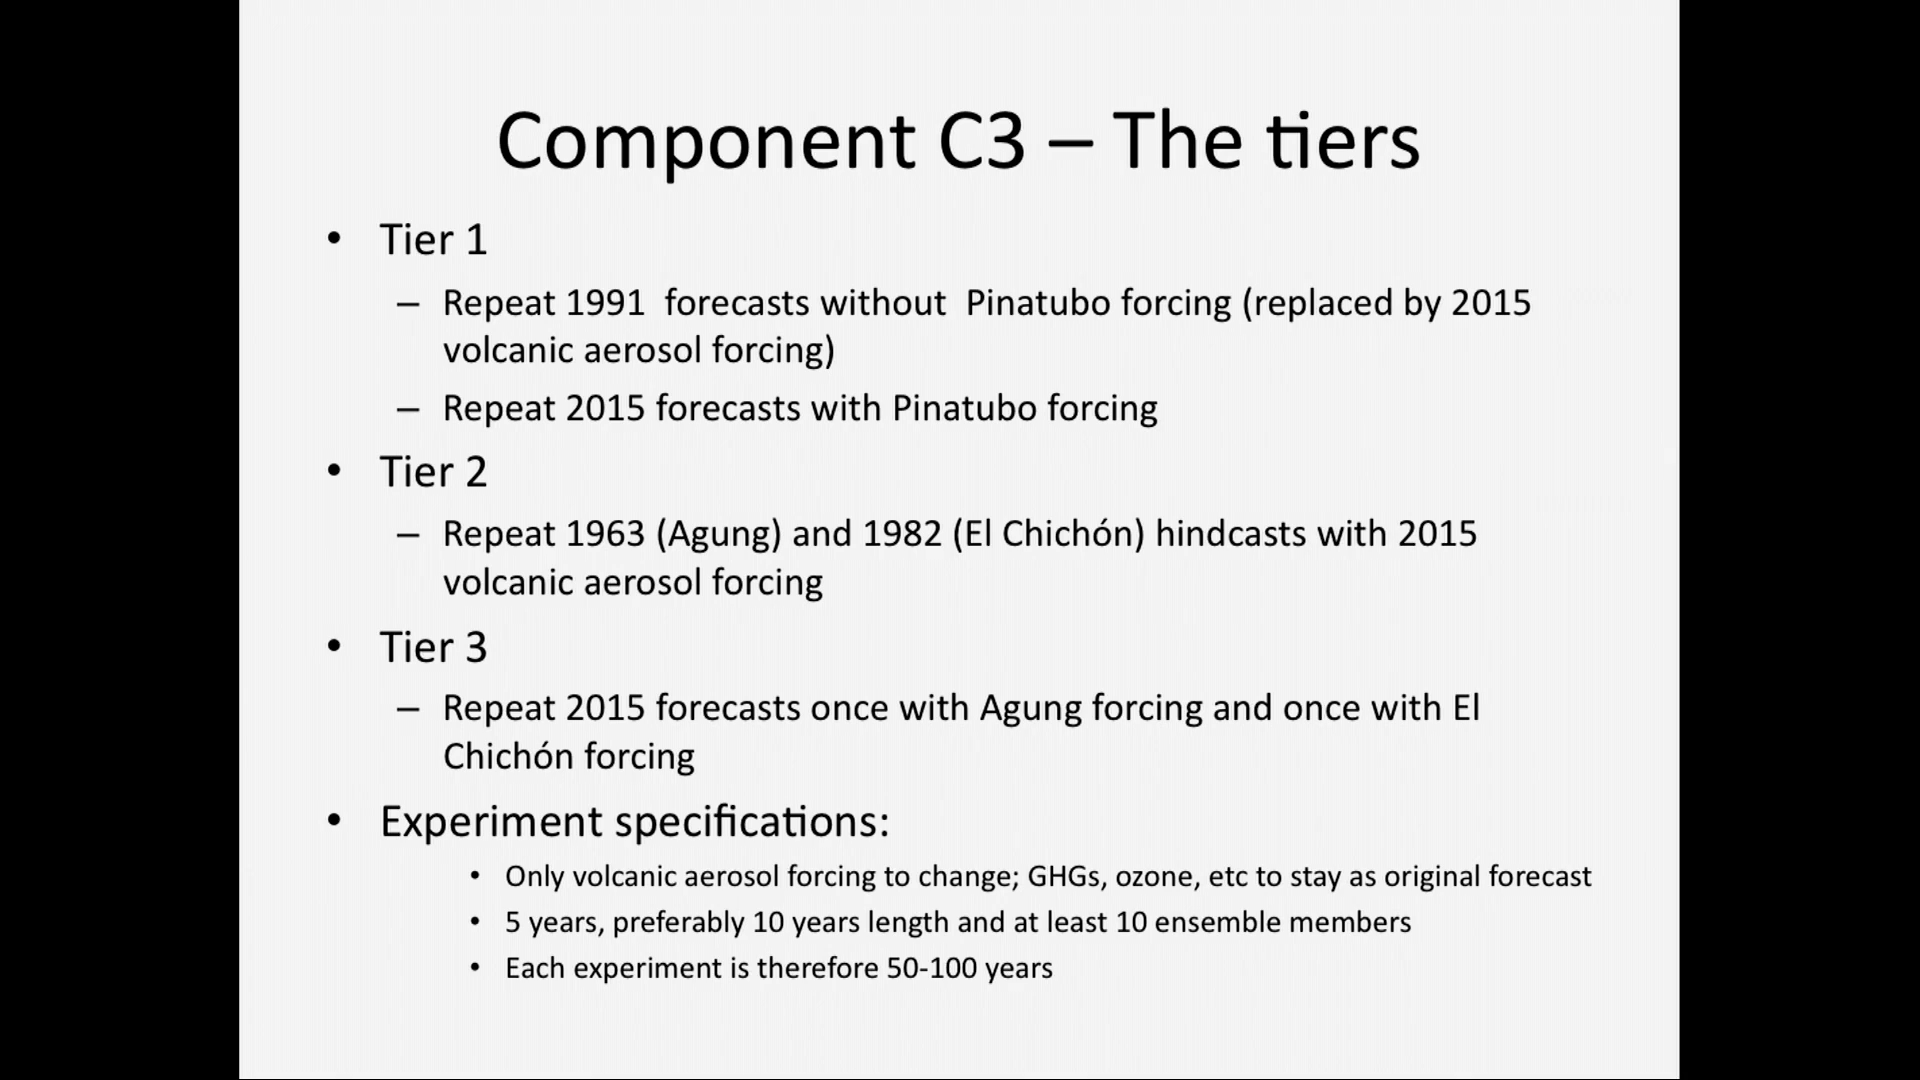 Component C3 – The tiers
• Tier 1
– Repeat 1991 forecasts without Pinatubo forcing (replaced by 2015
volcanic aerosol forcing)
– Repeat 2015 forecasts with Pinatubo forcing
• Tier 2
– Repeat 1963 (Agung) and 1982 (El Chichón) hindcasts with 2015
volcanic aerosol forcing
• Tier 3
– Repeat 2015 forecasts once with Agung forcing and once with El
Chichón forcing
• Experiment specifications:
• Only volcanic aerosol forcing to change; GHGs, ozone, etc to stay as original forecast
• 5 years, preferably 10 years length and at least 10 ensemble members
• Each experiment is therefore 50-100 years